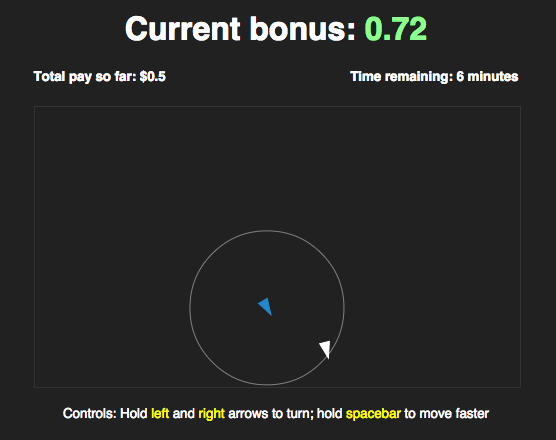 Current bonus: 0.72
Total pay so far: $0.5 Time remaining: 6 minutes
Controls: Hold left and right arrows to turn; hold spacebar to move faster